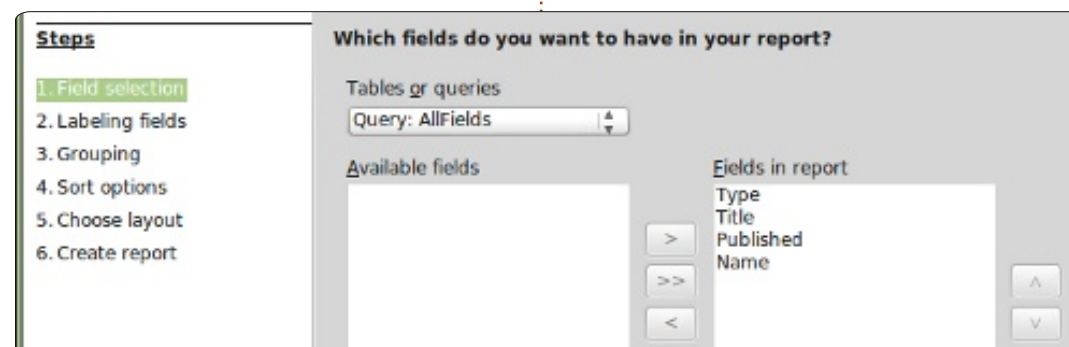 Steps
1. Field selection
2. Labeling fields
3. Grouping
4. Sort options
5. Choose layout
6. Create report
Which fields do you want to have in your report?
Tables or queries
Query: AllFields
Available fields
>
>>
<
Fields in report
Type
Title
Published
Name